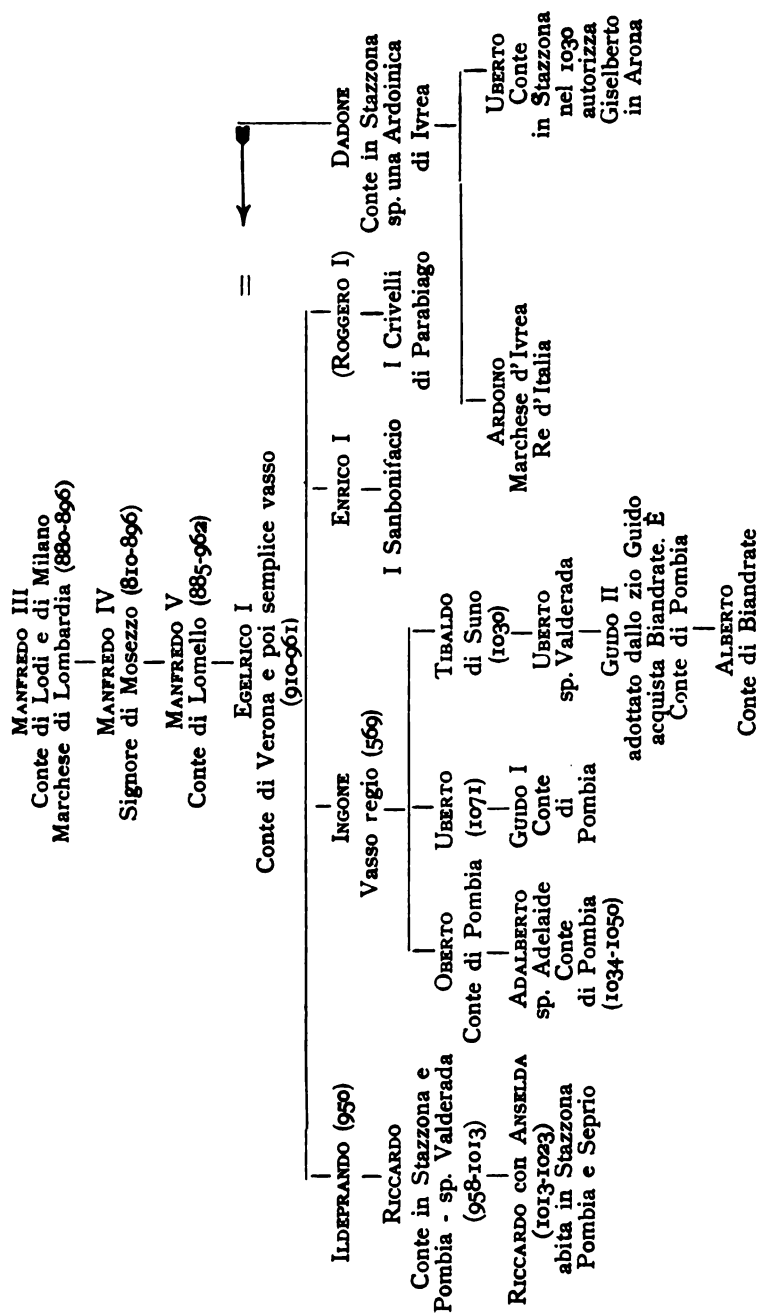 MANFREDO III
Conte di Lodi e di Milano
Marchese di Lombardia (880-896)
MANFREDO IV
Signore di Mosezzo (810-896)
MANFREDO V
Conte di Lomello (885-962)
EGELRICO I
Conte di Verona e poi semplice vasso
(910-961)
=
ILDEPRANDO (950)
RICCARDO
Conte in Stazzona e
Pombia - sp. Valderada
(958-1013)
RICCARDO con ANSELDA
(1013-1023)
abita in Stazzona
Pombia e Seprio
INGONE
Vasso regio (569)
OBERTO
Conte di Pombia
ADALBERTO
sp. Adelaide
Conte
di Pombia
(1034-1050)
UBERTO
(1071)
GUIDO I
Conte
di
Pombia
TIBALDO
di Suno
(1030)
UBERTO
sp. Valderada
GUIDO II
adottato dallo zio Guido
acquista Biandrate. È
Conte di Pombia
ALBERTO
Conte di Biandrate
ENRICO I
I Sanbonifacio
(ROGGERO I)
I Crivelli
di Parabiago
DADONE
Conte in Stazzona
sp. una Ardoinica
di Ivrea
ARDOINO
Marchese d'Ivrea
Re d'Italia
UBERTO
Conte
in Stazzona
nel 1030
autorizza
Giselberto
in Arona